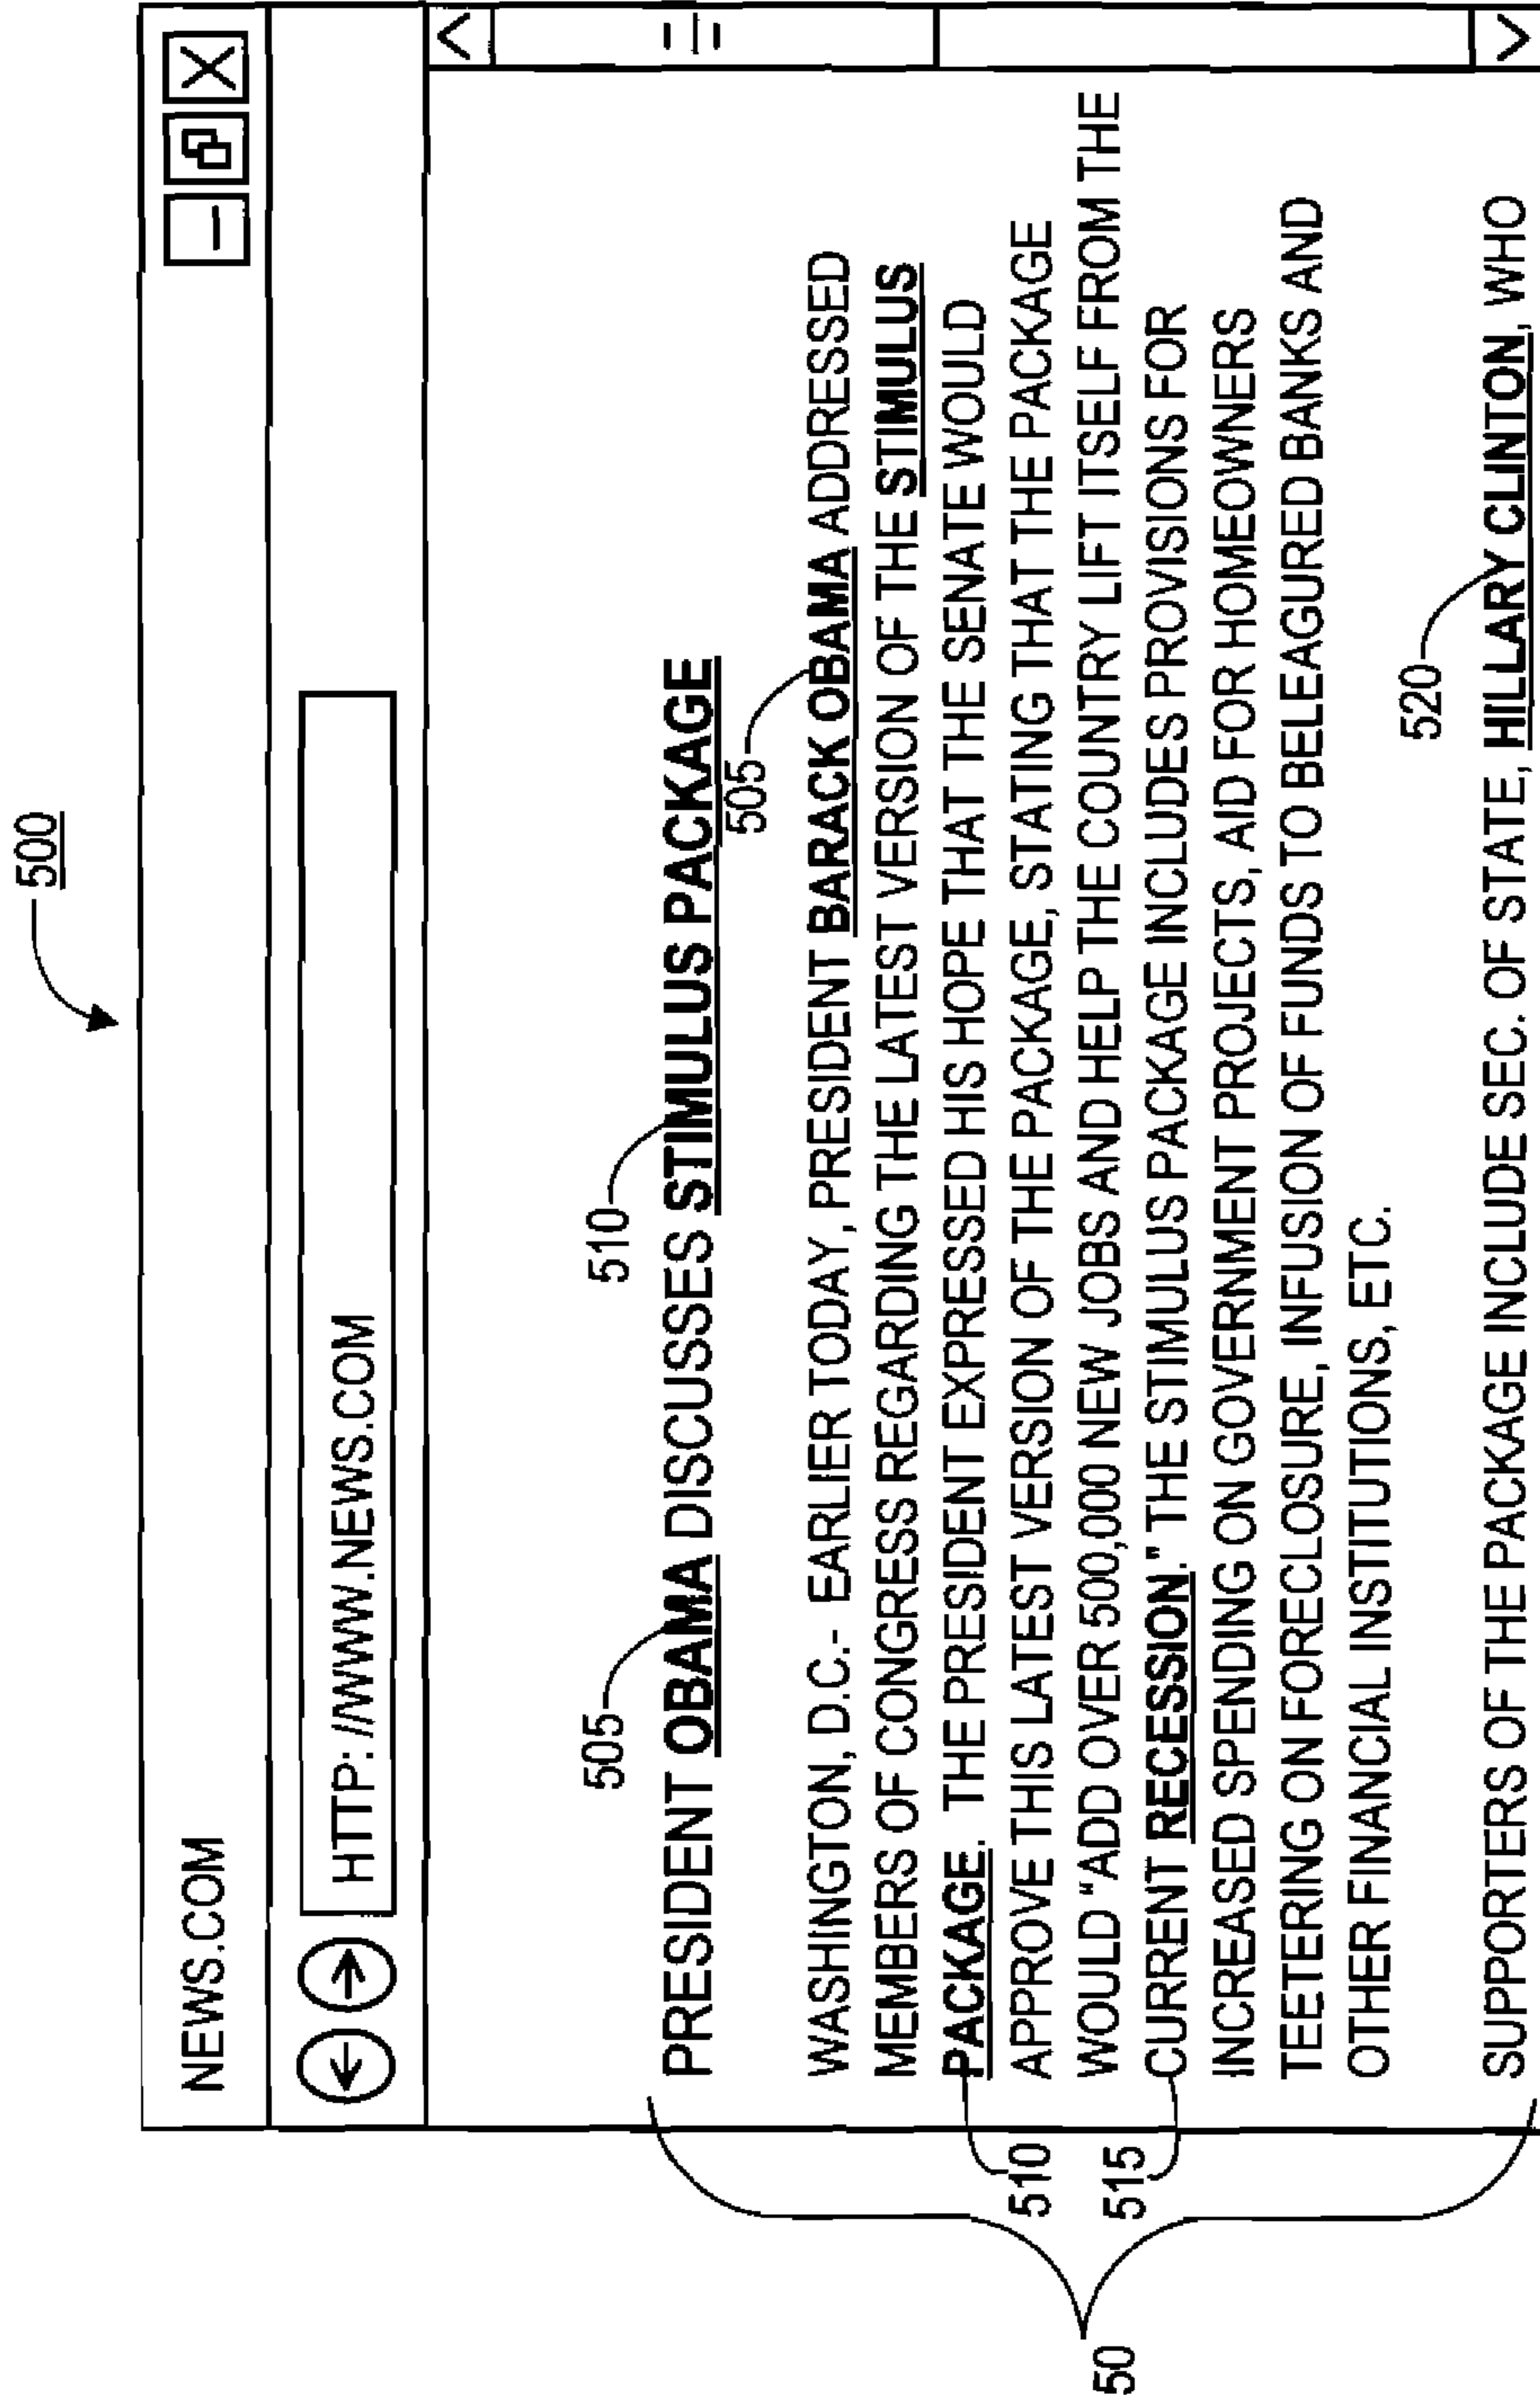 500
NEWS.COM
HTTP: //WWW.NEWS.COM
505
510
PRESIDENT OBAMA DISCUSSES STIMULUS PACKAGE
505
WASHINGTON, D.C.- EARLIER TODAY, PRESIDENT BARACK OBAMA ADDRESSED
MEMBERS OF CONGRESS REGARDING THE LATEST VERSION OF THE STIMULUS
PACKAGE. THE PRESIDENT EXPRESSED HIS HOPE THAT THE SENATE WOULD
APPROVE THIS LATEST VERSION OF THE PACKAGE, STATING THAT THE PACKAGE
WOULD "ADD OVER 500,000 NEW JOBS AND HELP THE COUNTRY LIFT ITSELF FROM THE
CURRENT RECESSION." THE STIMULUS PACKAGE INCLUDES PROVISIONS FOR
INCREASED SPENDING ON GOVERNMENT PROJECTS, AID FOR HOMEOWNERS
TEETERING ON FORECLOSURE, INFUSION OF FUNDS TO BELEAGURED BANKS AND
OTHER FINANCIAL INSTITUTIONS, ETC.
510
515
50
520
SUPPORTERS OF THE PACKAGE INCLUDE SEC. OF STATE, HILLARY CLINTON, WHO